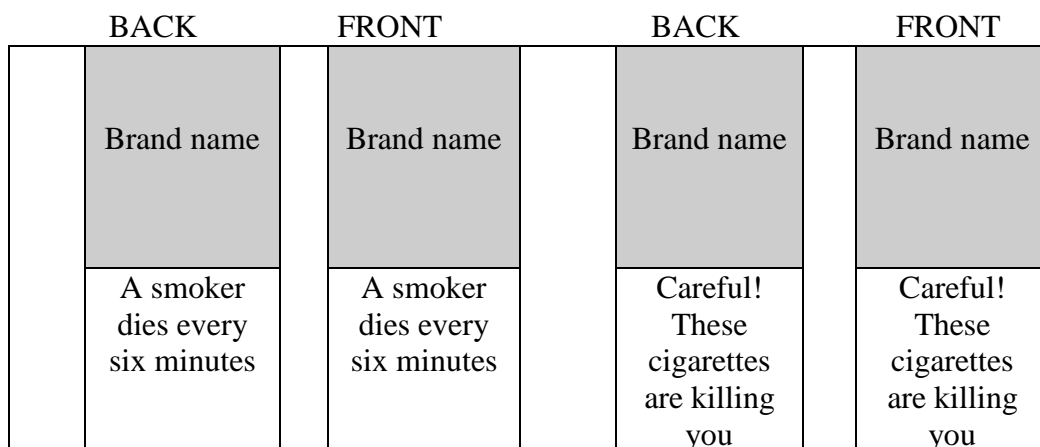 BACK FRONT BACK FRONT
Brand name Brand name Brand name Brand name
A smoker A smoker Careful! Careful!
dies every dies every These These
six minutes six minutes cigarettes cigarettes
are killing are killing
you you